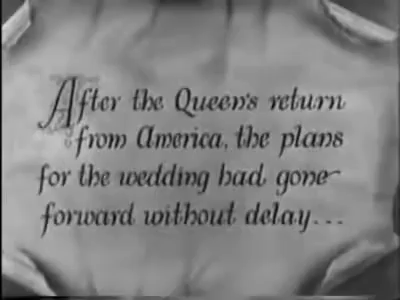 After the Queen's return
from America, the plans
for the wedding had gone
forward without delay...